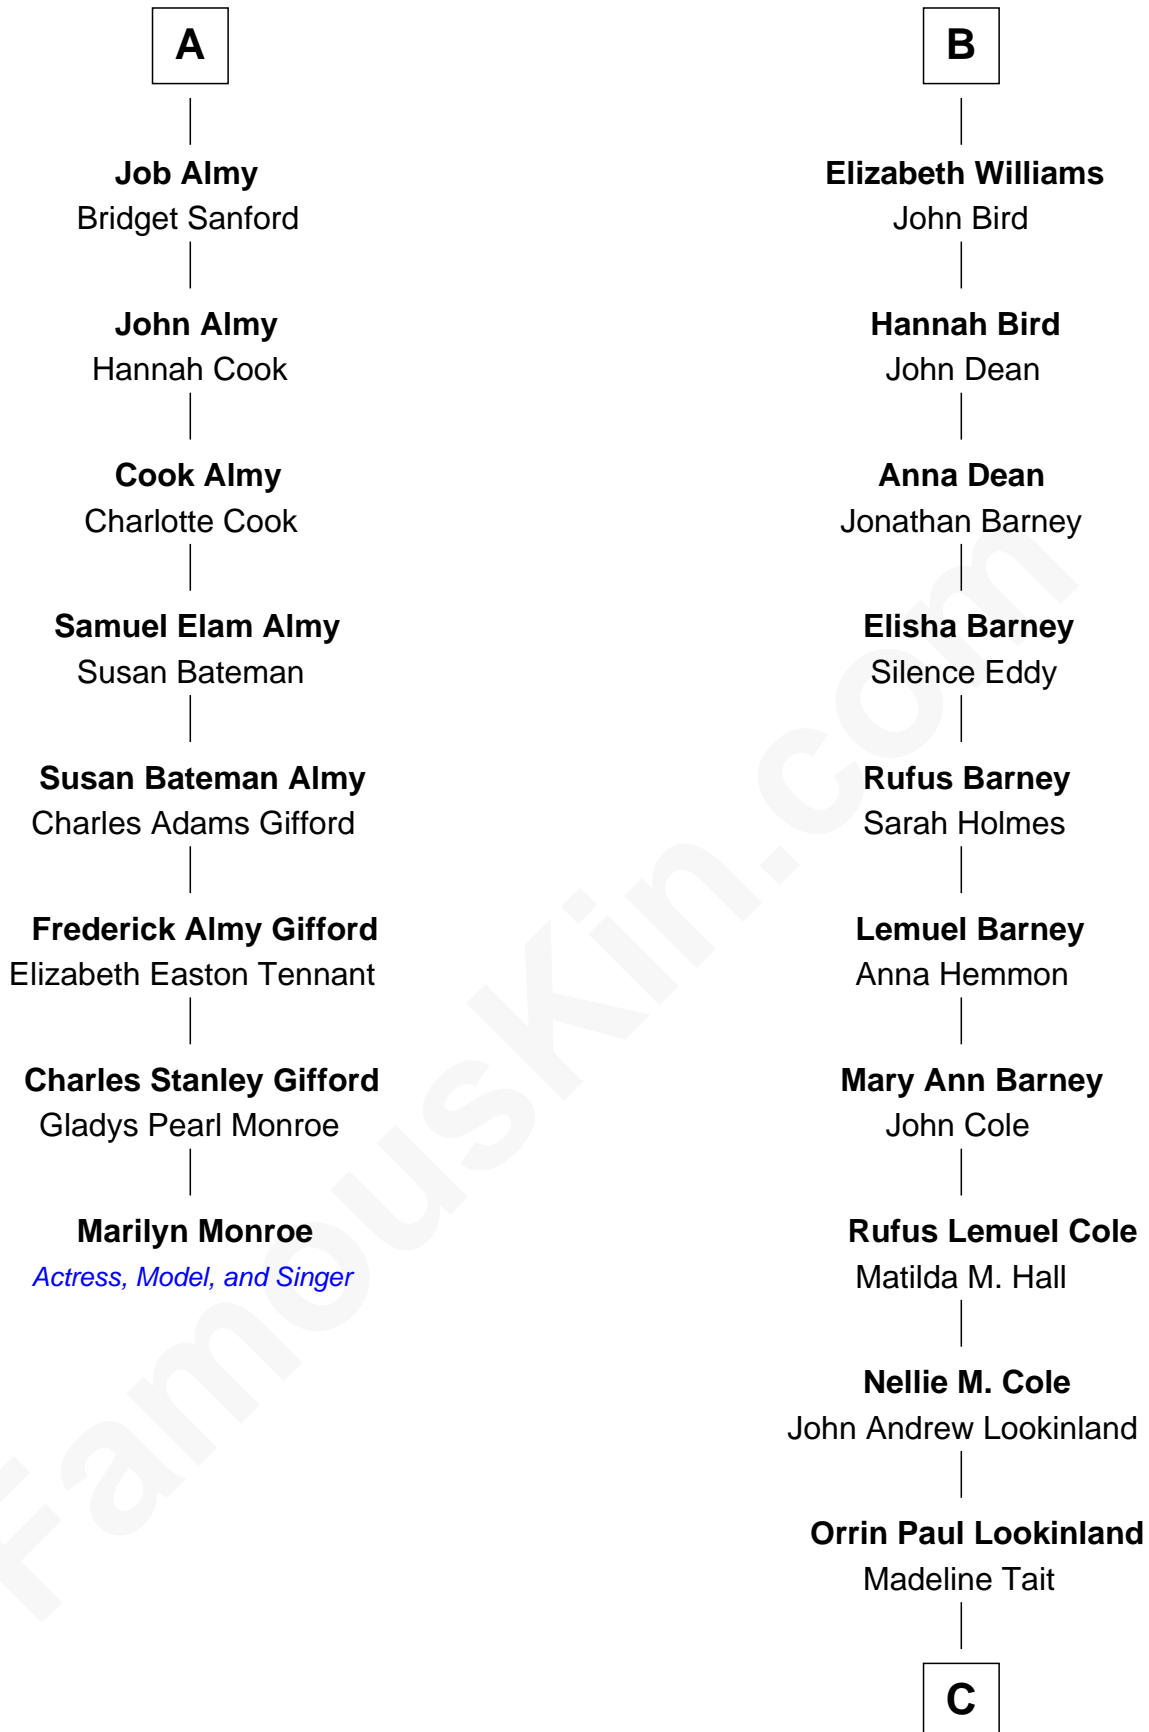 A
Job Almy
Bridget Sanford
John Almy
Hannah Cook
Cook Almy
Charlotte Cook
Samuel Elam Almy
Susan Bateman
Susan Bateman Almy
Charles Adams Gifford
Frederick Almy Gifford
Elizabeth Easton Tennant
Charles Stanley Gifford
Gladys Pearl Monroe
Marilyn Monroe
Actress, Model, and Singer
B
Elizabeth Williams
John Bird
Hannah Bird
John Dean
Anna Dean
Jonathan Barney
Elisha Barney
Silence Eddy
Rufus Barney
Sarah Holmes
Lemuel Barney
Anna Hemmon
Mary Ann Barney
John Cole
Rufus Lemuel Cole
Matilda M. Hall
Nellie M. Cole
John Andrew Lookinland
Orrin Paul Lookinland
Madeline Tait
C
FamousKin.com